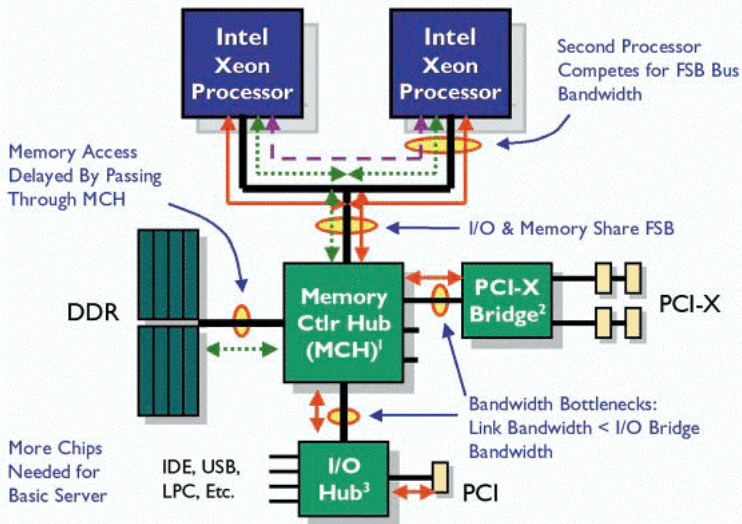 Intel
Xeon
Processor
Intel
Xeon
Processor
Second Processor
Competes for FSB Bus
Bandwidth
Memory Access
Delayed By Passing
Through MCH
I/O & Memory Share FSB
DDR
Memory
Ctlr Hub
(MCH)¹
PCI-X
Bridge²
PCI-X
Bandwidth Bottlenecks:
Link Bandwidth < I/O Bridge
Bandwidth
More Chips
Needed for
Basic Server
IDE, USB,
LPC, Etc.
I/O
Hub³
PCI